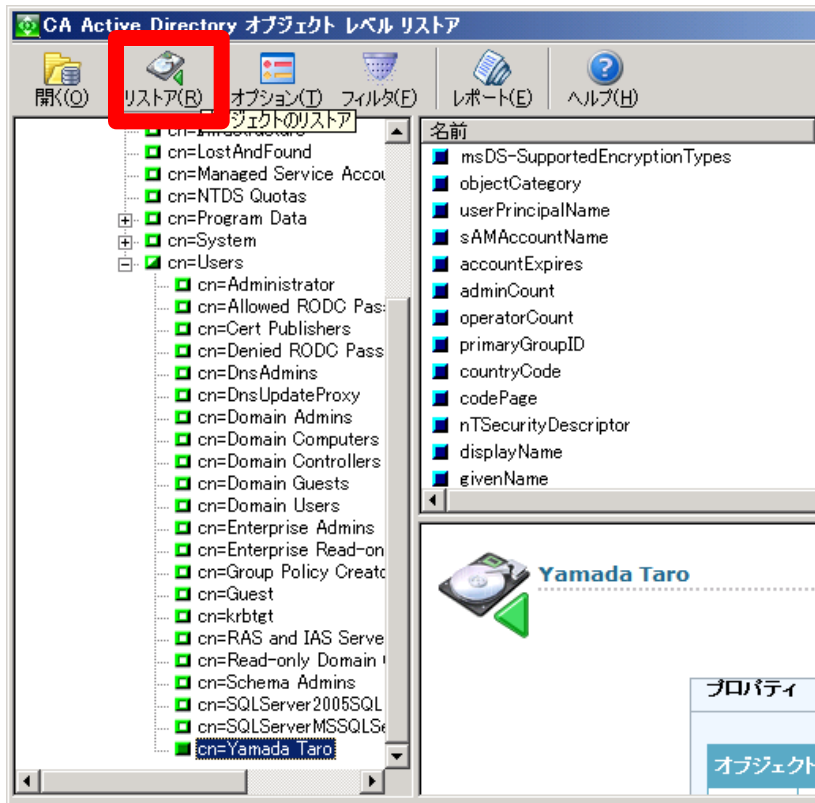 CA Active Directory オブジェクト レベル リストア
開く(O) リストア(R) オプション(T) フィルタ(F) レポート(E) ヘルプ(H)
ジェクトのリストア
cn=Infrastructure
cn=LostAndFound
cn=Managed Service Accou
cn=NTDS Quotas
cn=Program Data
cn=System
cn=Users
cn=Administrator
cn=Allowed RODC Pas
cn=Cert Publishers
cn=Denied RODC Pass
cn=DnsAdmins
cn=DnsUpdateProxy
cn=Domain Admins
cn=Domain Computers
cn=Domain Controllers
cn=Domain Guests
cn=Domain Users
cn=Enterprise Admins
cn=Enterprise Read-on
cn=Group Policy Creato
cn=Guest
cn=krbtgt
cn=RAS and IAS Serve
cn=Read-only Domain
cn=Schema Admins
cn=SQLServer2005SQL
cn=SQLServerMSSQLSe
cn=Yamada Taro
名前
msDS-SupportedEncryptionTypes
objectCategory
userPrincipalName
sAMAccountName
accountExpires
adminCount
operatorCount
primaryGroupID
countryCode
codePage
nTSecurityDescriptor
displayName
givenName
Yamada Taro
プロパティ
オブジェクト